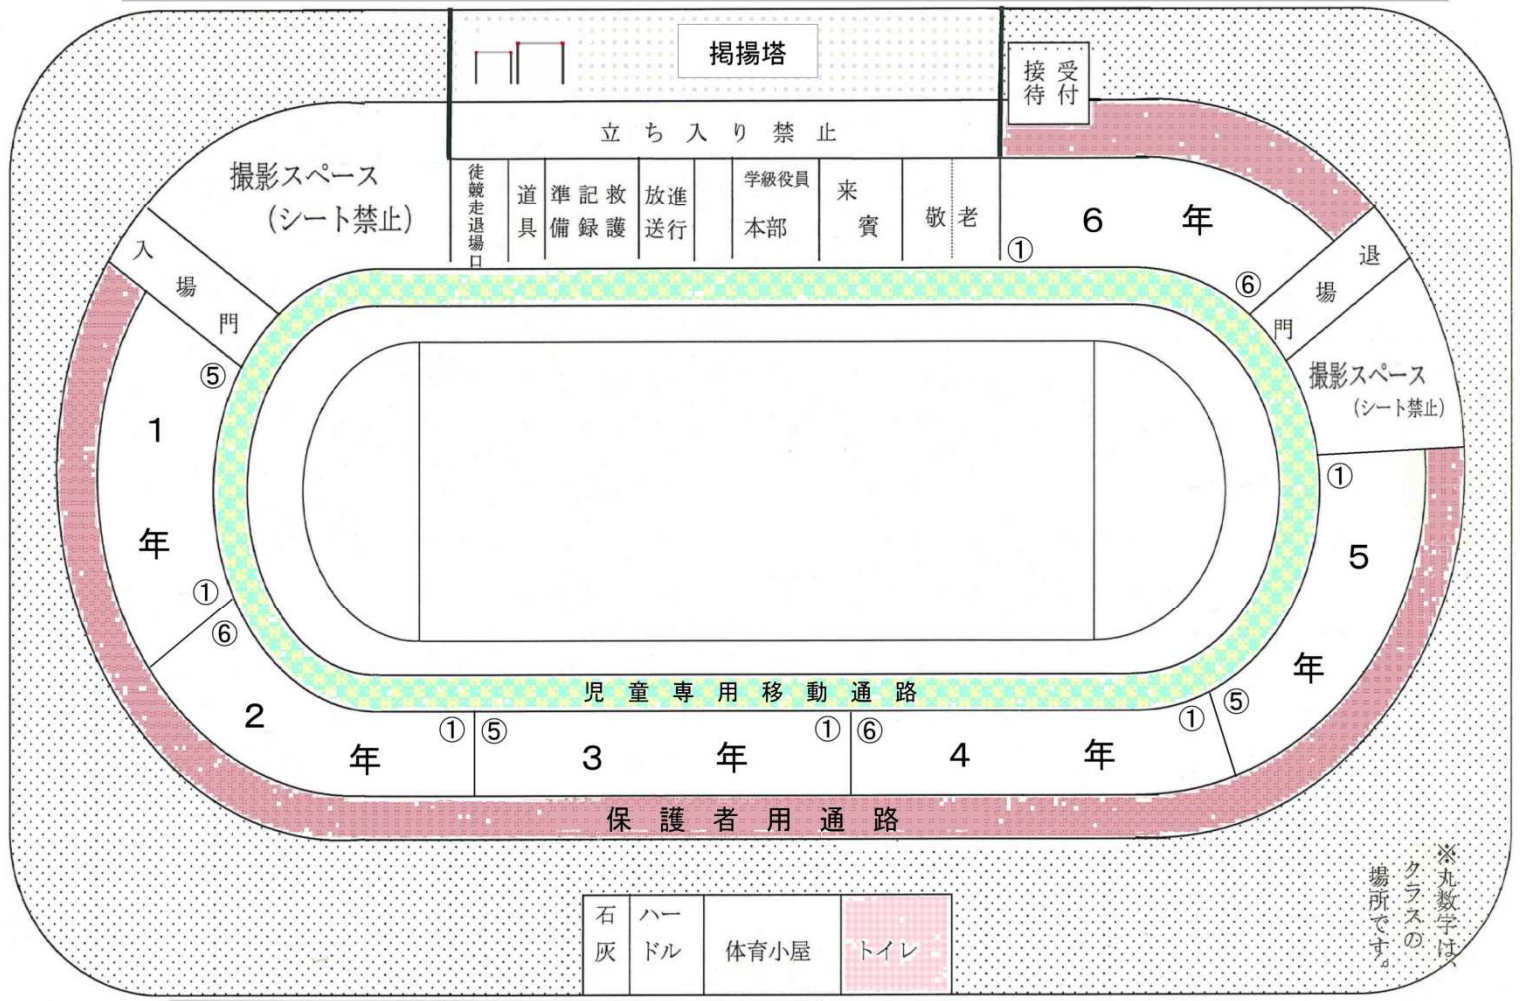 掲揚塔
受付
接待
立ち入り禁止
撮影スペース
(シート禁止)
徒競走退場口
道具
準備
記録
救護
放送
進行
学級役員
本部
来賓
敬老
6年
①
⑥
入場門
退場門
撮影スペース
(シート禁止)
⑤
1年
①
⑥
2年
①
⑤
3年
①
⑥
4年
①
⑤
5年
①
児童専用移動通路
保護者用通路
石灰
ハードル
体育小屋
トイレ
※丸数字は、
クラスの
場所です。